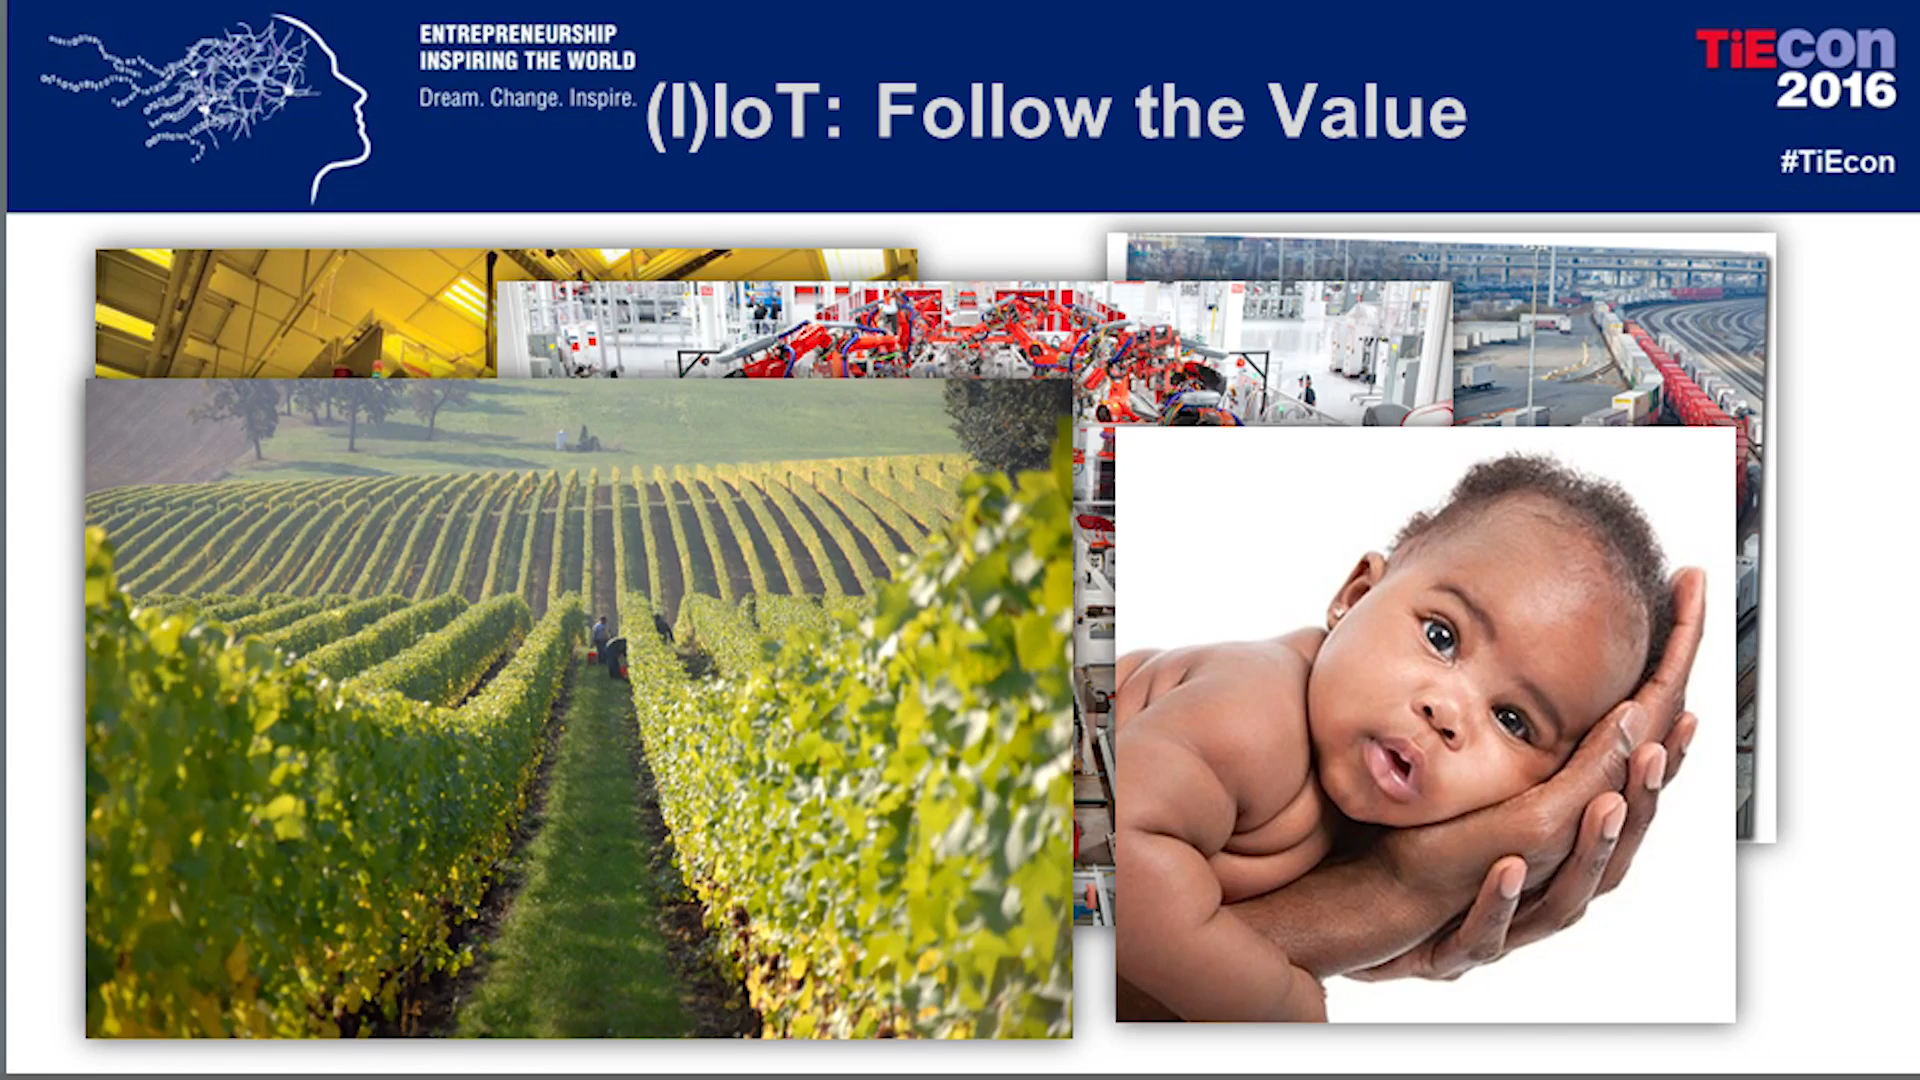 ENTREPRENEURSHIP
INSPIRING THE WORLD
Dream. Change. Inspire.
(I)IoT: Follow the Value
TiEcon
2016
#TiEcon